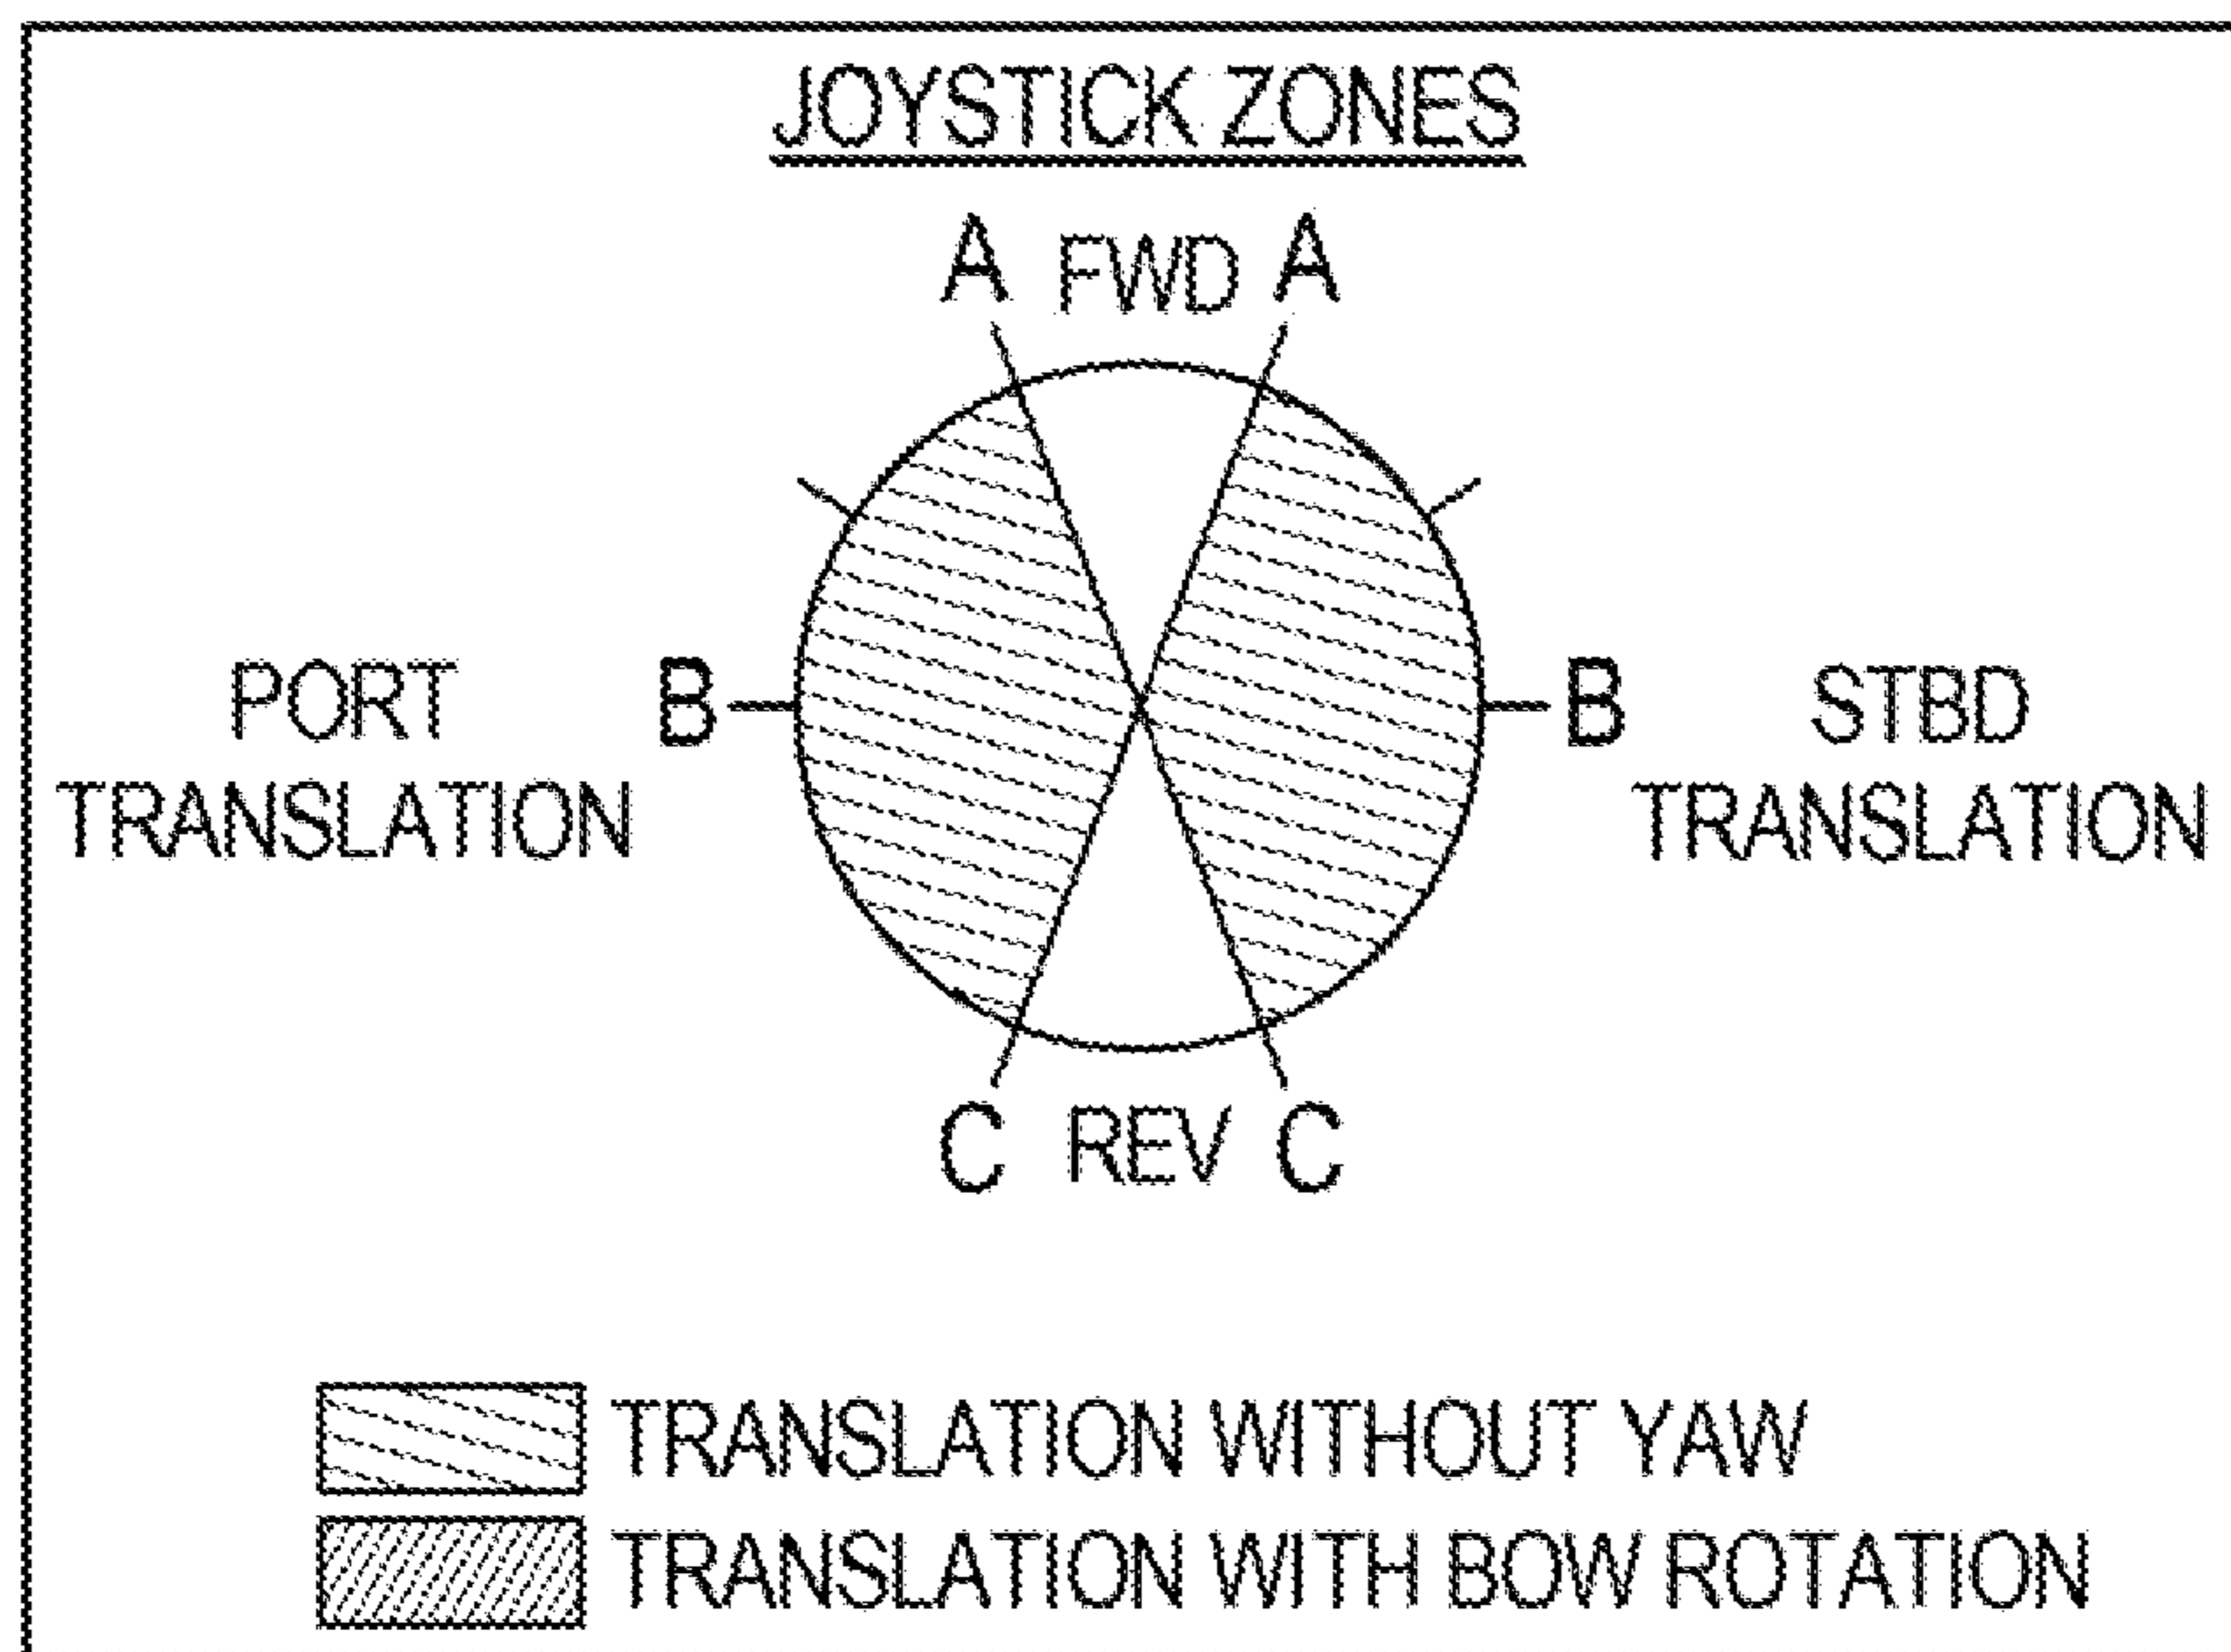 JOYSTICK ZONES
A FWD A
PORT TRANSLATION
B
B
STBD TRANSLATION
C REV C
TRANSLATION WITHOUT YAW
TRANSLATION WITH BOW ROTATION